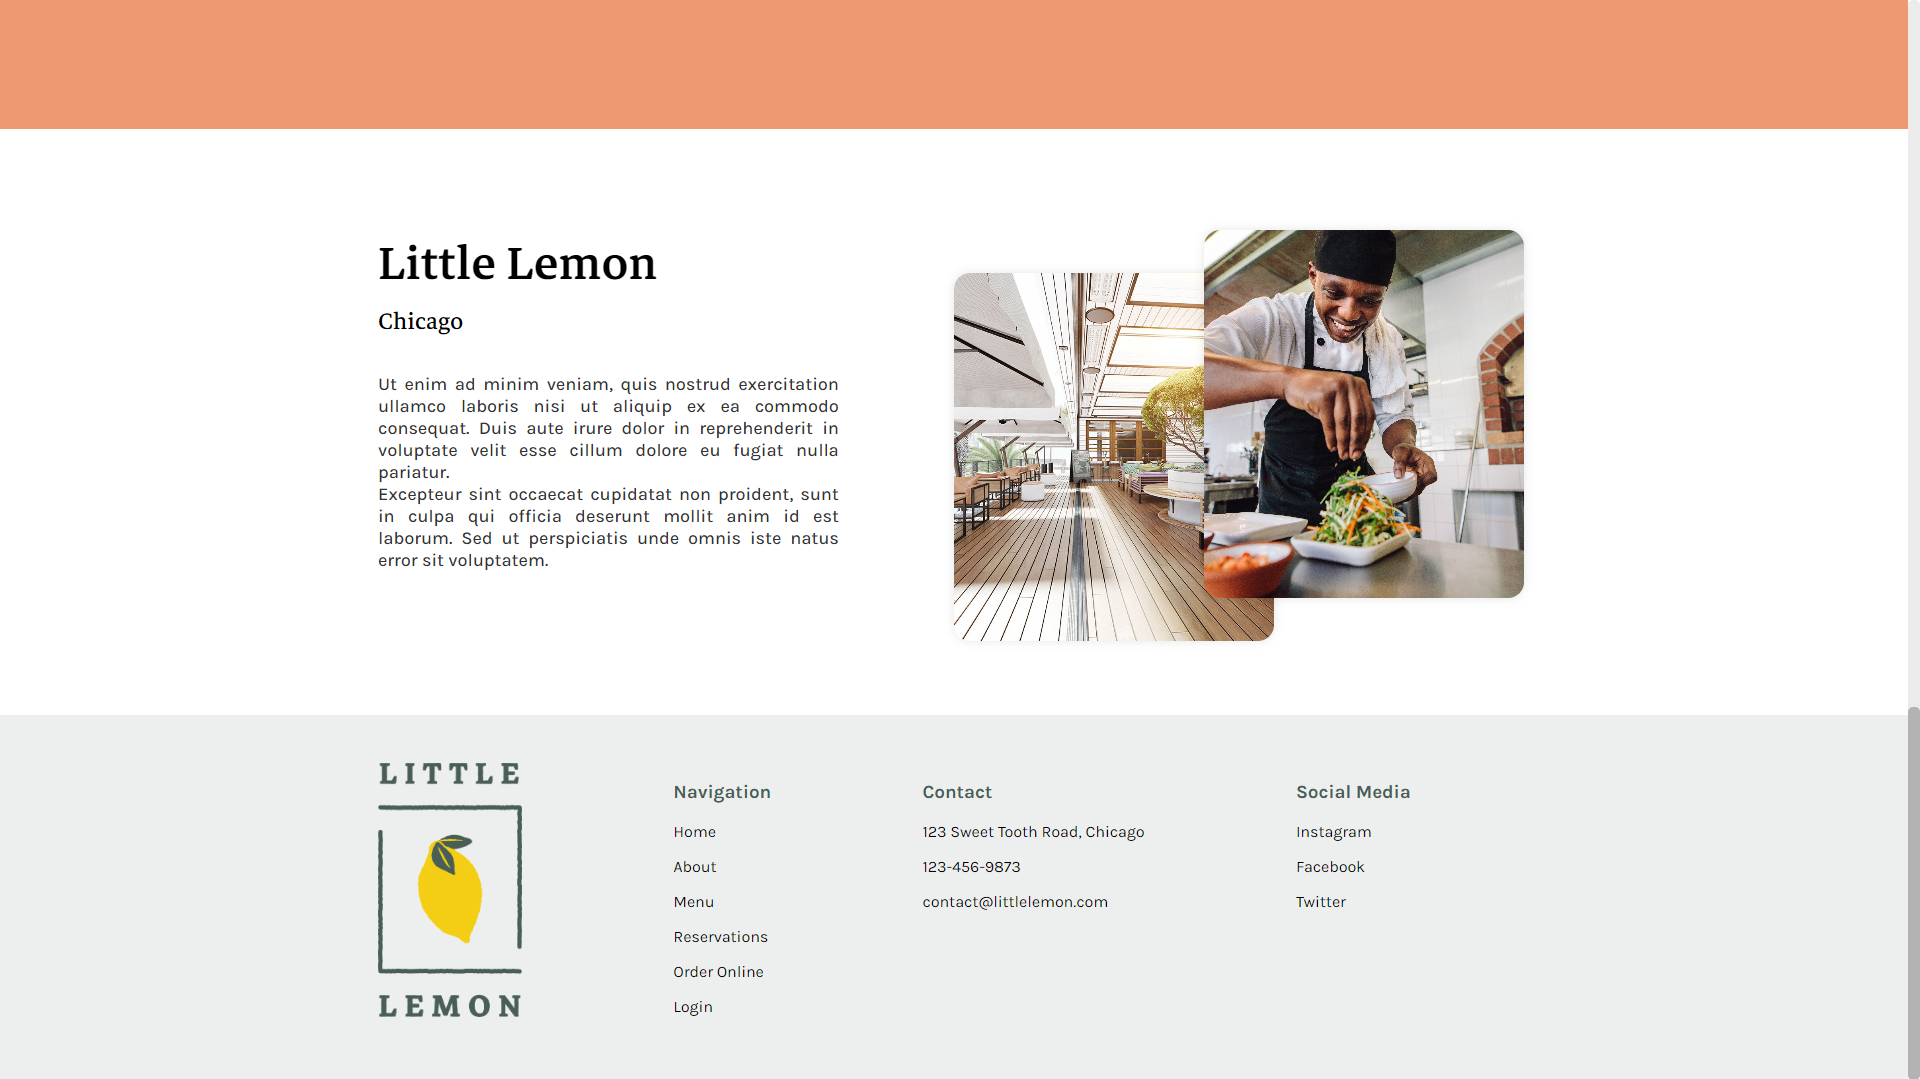 Little Lemon
Chicago
Ut enim ad minim veniam, quis nostrud exercitation
ullamco laboris nisi ut aliquip ex ea commodo
consequat. Duis aute irure dolor in reprehenderit in
voluptate velit esse cillum dolore eu fugiat nulla
pariatur.
Excepteur sint occaecat cupidatat non proident, sunt
in culpa qui officia deserunt mollit anim id est
laborum. Sed ut perspiciatis unde omnis iste natus
error sit voluptatem.
LITTLE
LEMON
Navigation
Home
About
Menu
Reservations
Order Online
Login
Contact
123 Sweet Tooth Road, Chicago
123-456-9873
contact@littlelemon.com
Social Media
Instagram
Facebook
Twitter